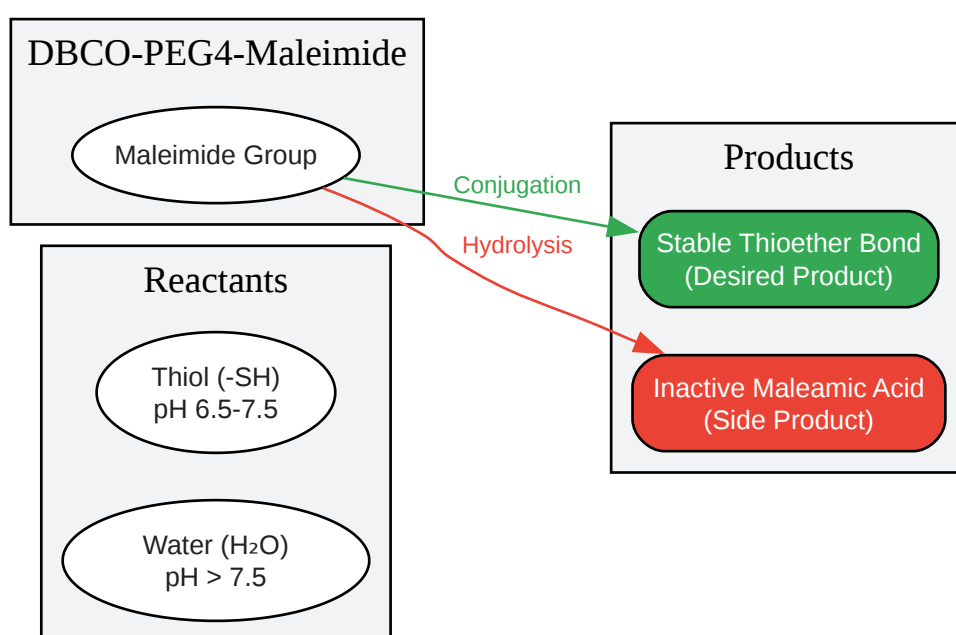 DBCO-PEG4-Maleimide
Maleimide Group
Conjugation
Hydrolysis
Reactants
Thiol (-SH)
pH 6.5-7.5
Water (H₂O)
pH > 7.5
Products
Stable Thioether Bond
(Desired Product)
Inactive Maleamic Acid
(Side Product)